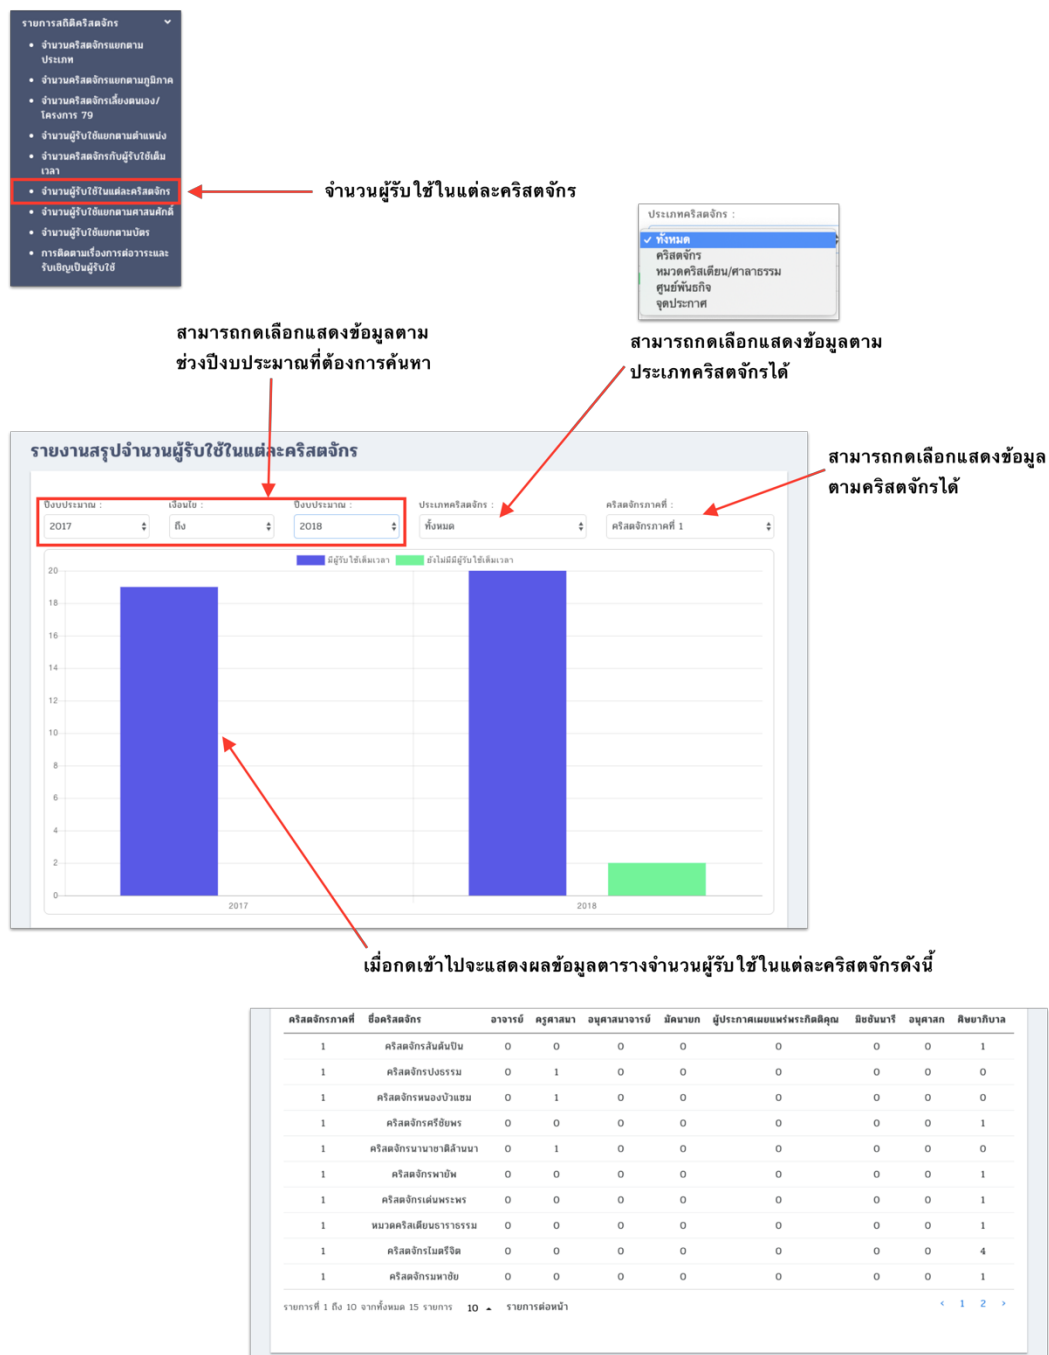 รายการสถิติคริสตจักร
จำนวนคริสตจักรแยกตาม
ประเภท
จำนวนคริสตจักรแยกตามภูมิภาค
จำนวนคริสตจักรเลี้ยงตนเอง/
โครงการ 79
จำนวนผู้รับใช้แยกตามตำแหน่ง
จำนวนคริสตจักรกับผู้รับใช้เต็ม
เวลา
จำนวนผู้รับใช้ในแต่ละคริสตจักร
จำนวนผู้รับใช้แยกตามศาสนศักดิ์
จำนวนผู้รับใช้แยกตามบัตร
การติดตามเรื่องการต่อวาระและ
รับเชิญเป็นผู้รับใช้
จำนวนผู้รับใช้ในแต่ละคริสตจักร
ประเภทคริสตจักร :
✓ ทั้งหมด
คริสตจักร
หมวดคริสเตียน/ศาลาธรรม
ศูนย์พันธกิจ
จุดประกาศ
สามารถกดเลือกแสดงข้อมูลตาม
ช่วงปีงบประมาณที่ต้องการค้นหา
สามารถกดเลือกแสดงข้อมูลตาม
ประเภทคริสตจักรได้
สามารถกดเลือกแสดงข้อมูล
ตามคริสตจักรได้
รายงานสรุปจำนวนผู้รับใช้ในแต่ละคริสตจักร
ปีงบประมาณ : เงื่อนไข : ปีงบประมาณ : ประเภทคริสตจักร : คริสตจักรภาคที่ :
2017 ถึง 2018 ทั้งหมด คริสตจักรภาคที่ 1
มีผู้รับใช้เต็มเวลา ยังไม่มีมีผู้รับใช้เต็มเวลา
20
18
16
14
12
10
8
6
4
2
0
2017 2018
เมื่อกดเข้าไปจะแสดงผลข้อมูลตารางจำนวนผู้รับใช้ในแต่ละคริสตจักรดังนี้
คริสตจักรภาคที่ ชื่อคริสตจักร อาจารย์ ครูศาสนา อนุศาสนาจารย์ มัคนายก ผู้ประกาศเผยแพร่พระกิตติคุณ มิชชันนารี อนุศาสก ศิษยาภิบาล
1 คริสตจักรสันต้นปิน 0 0 0 0 0 0 0 1
1 คริสตจักรปงธรรม 0 1 0 0 0 0 0 0
1 คริสตจักรหนองบัวแซม 0 1 0 0 0 0 0 0
1 คริสตจักรศรีชัยพร 0 0 0 0 0 0 0 1
1 คริสตจักรนานาชาติล้านนา 0 1 0 0 0 0 0 0
1 คริสตจักรพายัพ 0 0 0 0 0 0 0 1
1 คริสตจักรเด่นพระพร 0 0 0 0 0 0 0 1
1 หมวดคริสเตียนธาราธรรม 0 0 0 0 0 0 0 1
1 คริสตจักรไมตรีจิต 0 0 0 0 0 0 0 4
1 คริสตจักรมหาชัย 0 0 0 0 0 0 0 1
รายการที่ 1 ถึง 10 จากทั้งหมด 15 รายการ 10 รายการต่อหน้า ‹ 1 2 ›